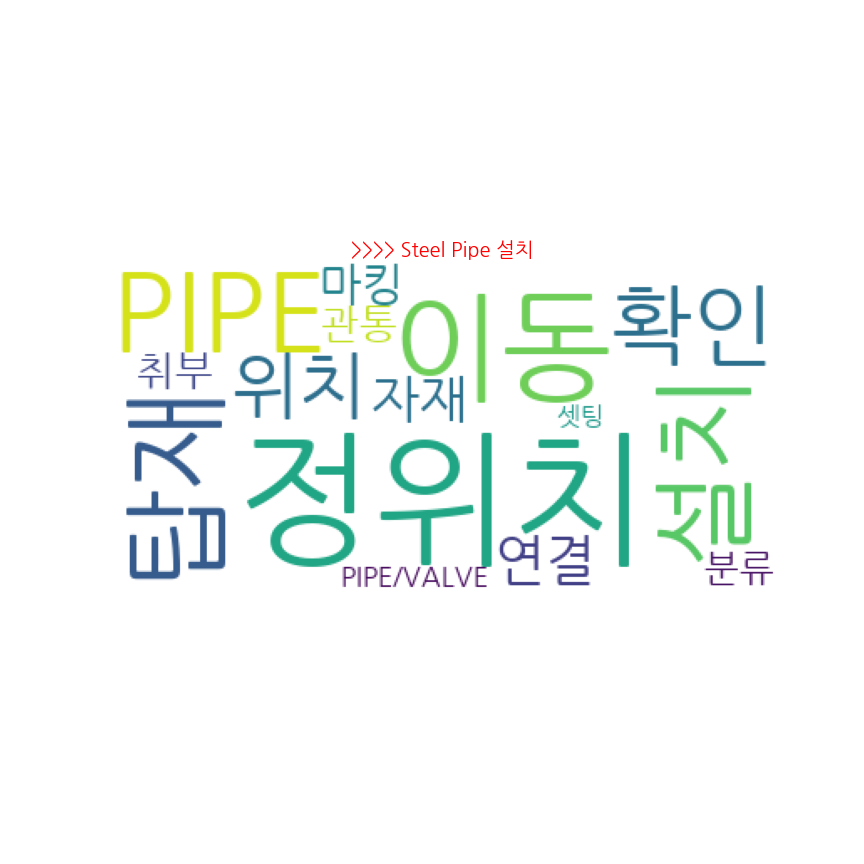 >>>> Steel Pipe 설치
PIPE
마킹
관통
이동
확인
취부
위치
자재
셋팅
탑재
정위치
설치
연결
PIPE/VALVE
분류